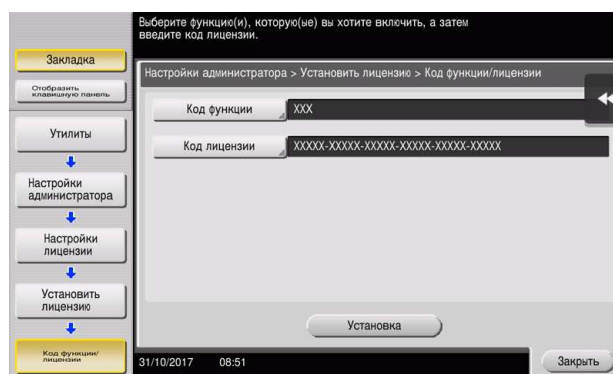 Выберите функцию(и), которую(ые) вы хотите включить, а затем
введите код лицензии.
Закладка
Отобразить
клавишную панель
Утилиты
Настройки
администратора
Настройки
лицензии
Установить
лицензию
Код функции/
лицензии
Настройки администратора > Установить лицензию > Код функции/лицензии
Код функции
XXX
Код лицензии
XXXXX-XXXXX-XXXXX-XXXXX-XXXXX-XXXXX
Установка
31/10/2017 08:51
Закрыть